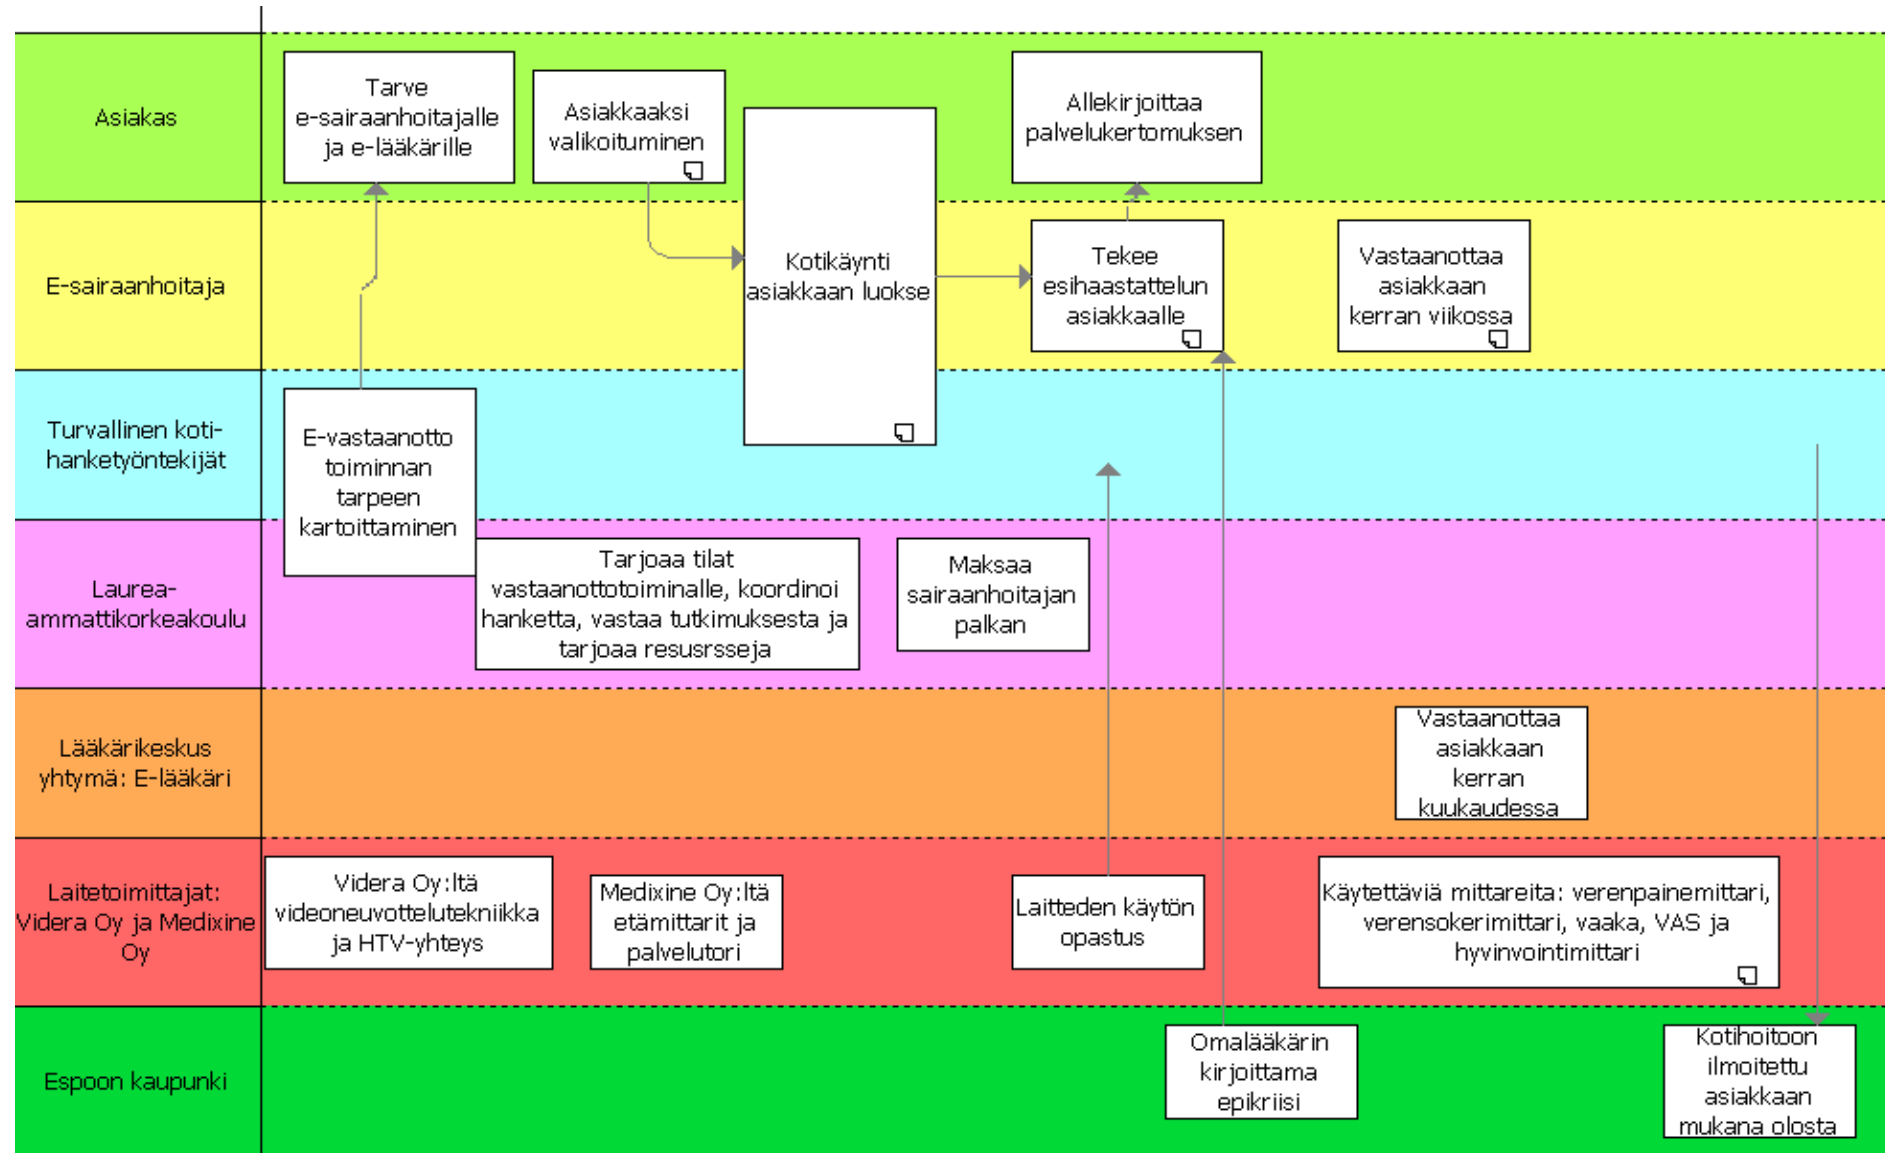 Asiakas
Tarve
e-sairaanhoitajalle
ja e-lääkärille
Asiakkaaksi
valikoituminen
Allekirjoittaa
palvelukertomuksen
E-sairaanhoitaja
Kotikäynti
asiakkaan luokse
Tekee
esihaastattelun
asiakkaalle
Vastaanottaa
asiakkaan
kerran viikossa
Turvallinen koti-
hanketyöntekijät
E-vastaanotto
toiminnan
tarpeen
kartoittaminen
Laurea-
ammattikorkeakoulu
Tarjoaa tilat
vastaanottotoiminalle, koordinoi
hanketta, vastaa tutkimuksesta ja
tarjoaa resusrsseja
Maksaa
sairaanhoitajan
palkan
Lääkärikeskus
yhtymä: E-lääkäri
Vastaanottaa
asiakkaan
kerran
kuukaudessa
Laitetoimittajat:
Videra Oy ja Medixine
Oy
Videra Oy:ltä
videoneuvottelutekniikka
ja HTV-yhteys
Medixine Oy:ltä
etämittarit ja
palvelutori
Laitteden käytön
opastus
Käytettäviä mittareita: verenpainemittari,
verensokerimittari, vaaka, VAS ja
hyvinvointimittari
Espoon kaupunki
Omalääkärin
kirjoittama
epikriisi
Kotihoitoon
ilmoitettu
asiakkaan
mukana olosta